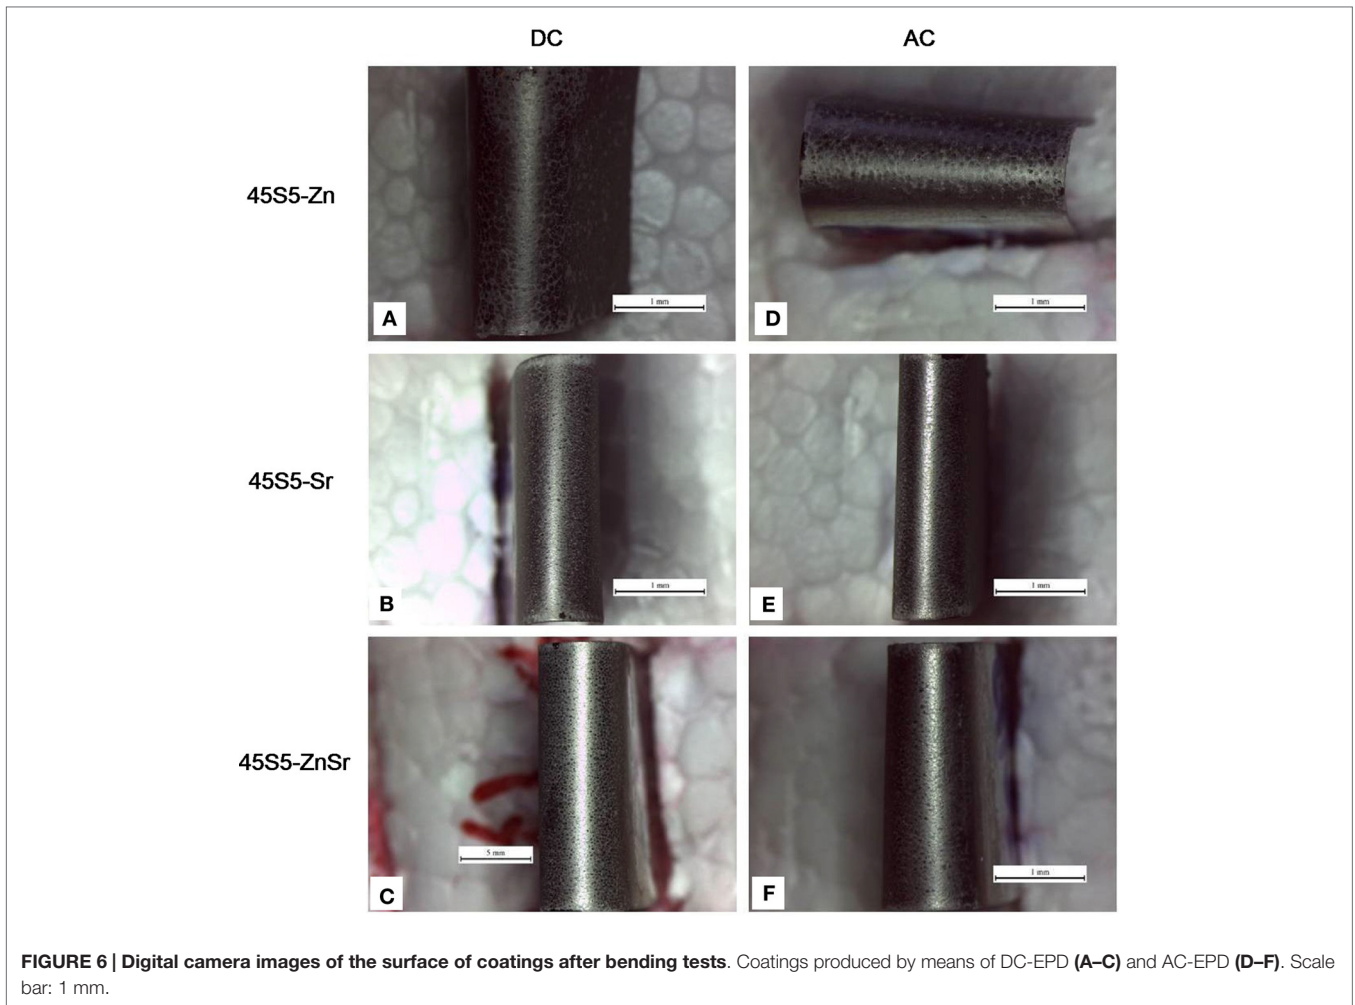 DC
AC
45S5-Zn
1 mm
1 mm
A
D
45S5-Sr
1 mm
1 mm
B
E
45S5-ZnSr
5 mm
1 mm
C
F
FIGURE 6 | Digital camera images of the surface of coatings after bending tests. Coatings produced by means of DC-EPD (A–C) and AC-EPD (D–F). Scale
bar: 1 mm.